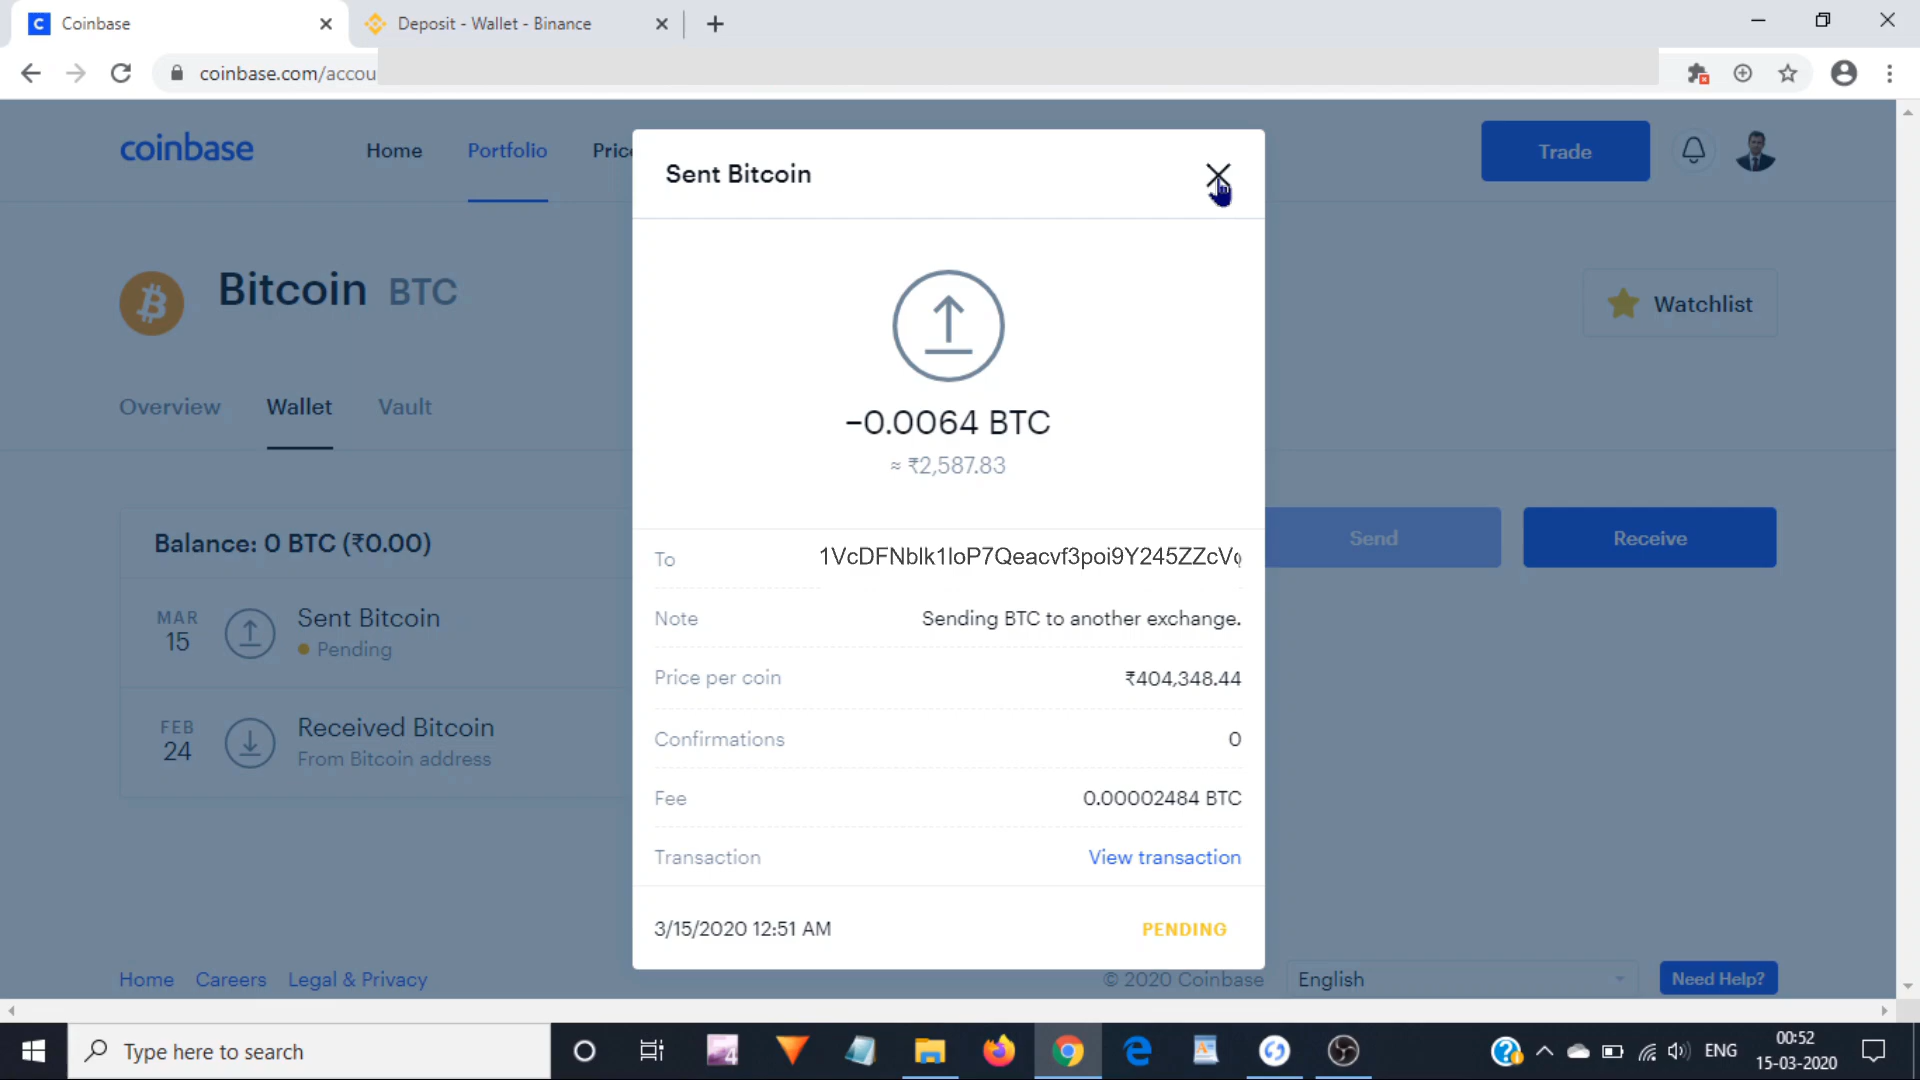 Coinbase
Deposit - Wallet - Binance
coinbase.com/accou
coinbase
Home
Portfolio
Pric
Trade
Sent Bitcoin
Bitcoin BTC
Watchlist
−0.0064 BTC
≈ ₹2,587.83
Overview
Wallet
Vault
Balance: 0 BTC (₹0.00)
Send
Receive
MAR
15
Sent Bitcoin
Pending
FEB
24
Received Bitcoin
From Bitcoin address
To
1VcDFNblk1loP7Qeacvf3poi9Y245ZZcVq
Note
Sending BTC to another exchange.
Price per coin
₹404,348.44
Confirmations
0
Fee
0.00002484 BTC
Transaction
View transaction
3/15/2020 12:51 AM
PENDING
Home
Careers
Legal & Privacy
© 2020 Coinbase
English
Need Help?
Type here to search
4
ENG
00:52
15-03-2020